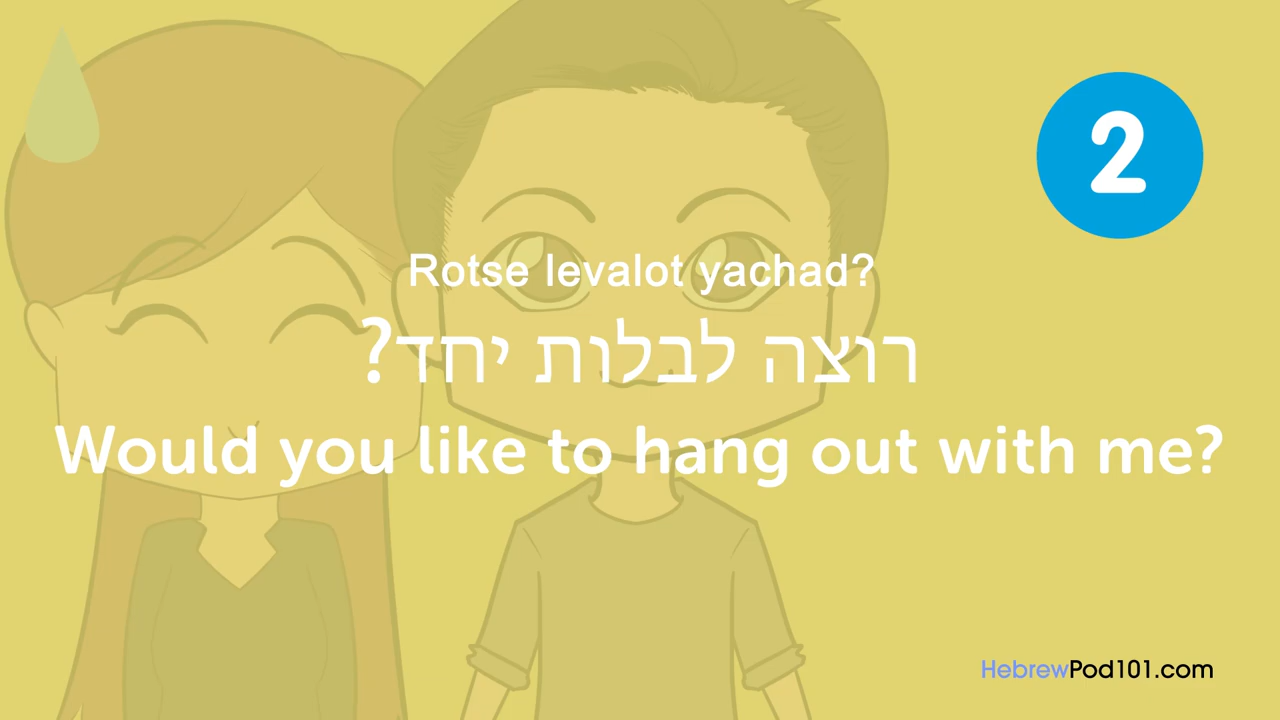 2
Rotse levalot yachad?
רוצה לבלות יחד?
Would you like to hang out with me?
HebrewPod101.com